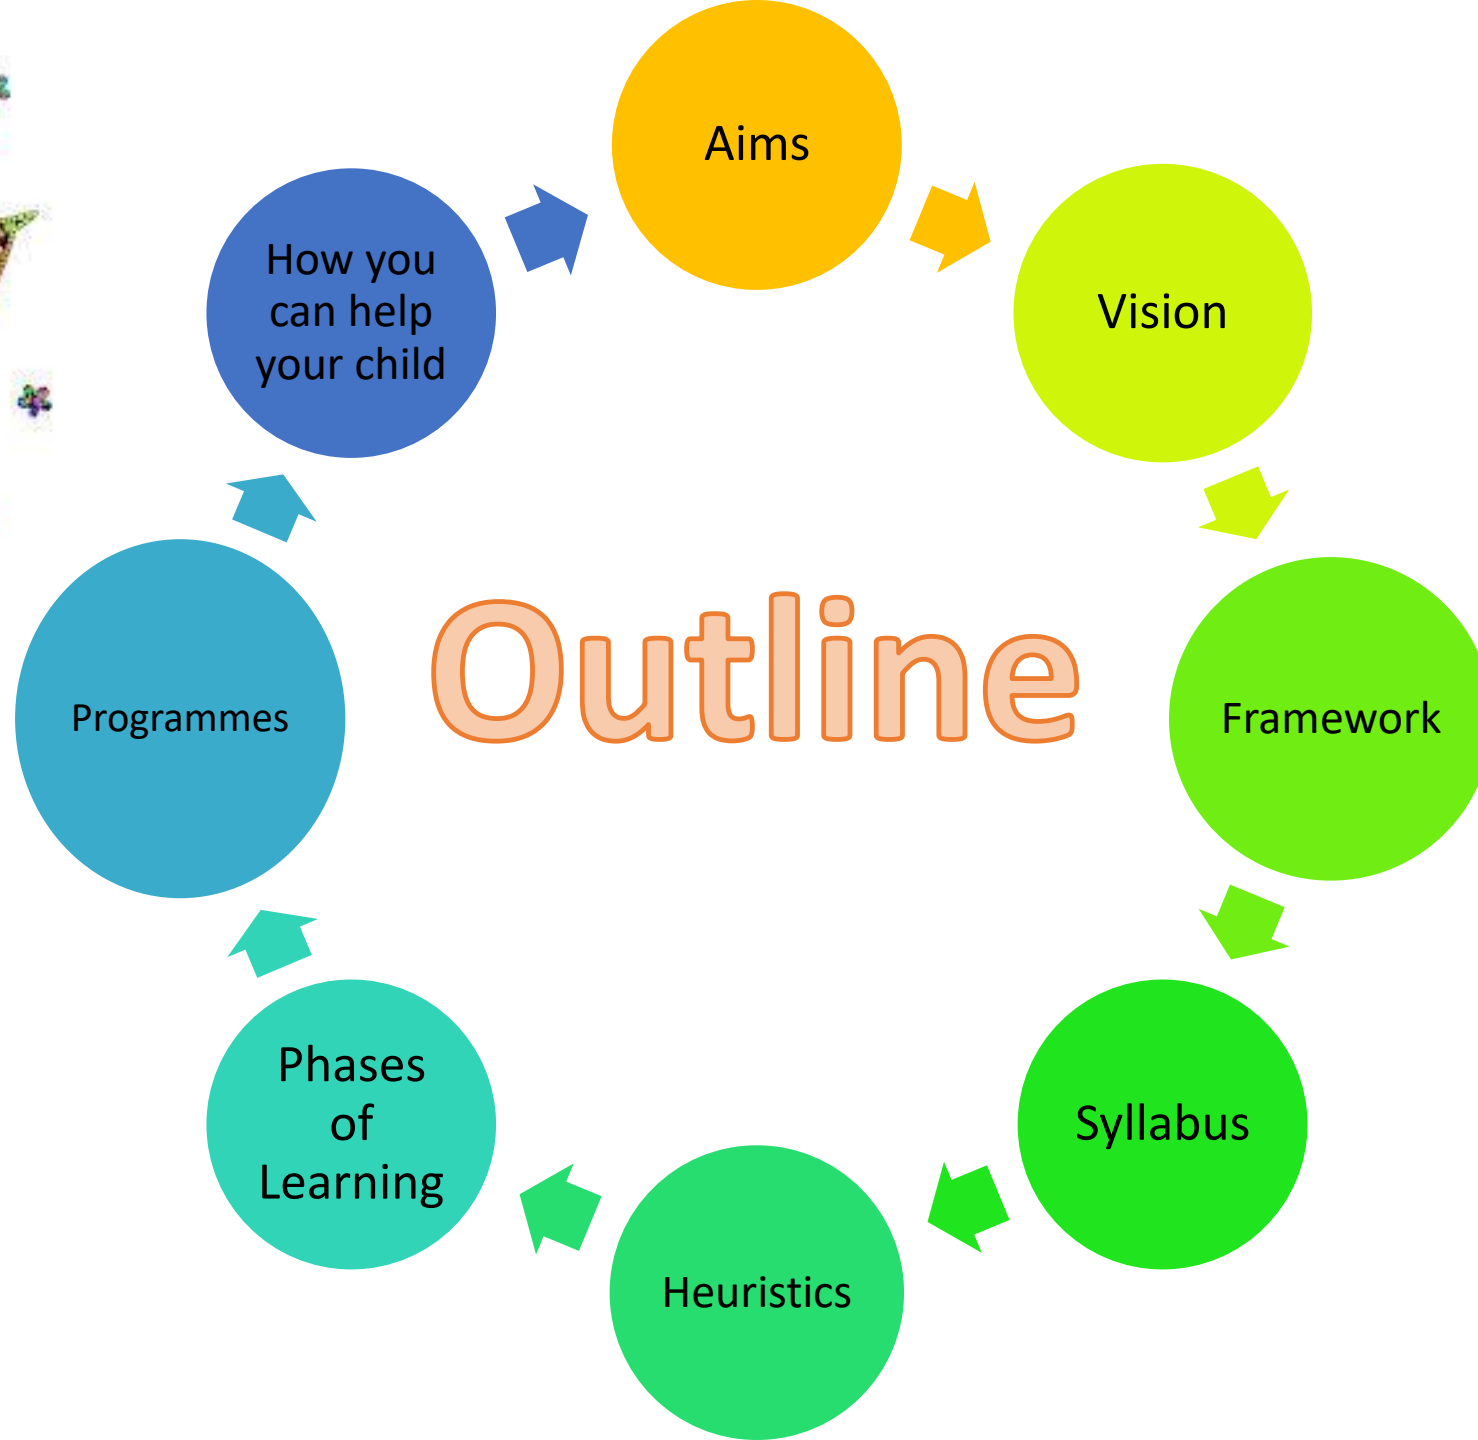 Aims
Vision
Framework
Syllabus
Heuristics
Phases
of
Learning
Programmes
How you
can help
your child
Outline